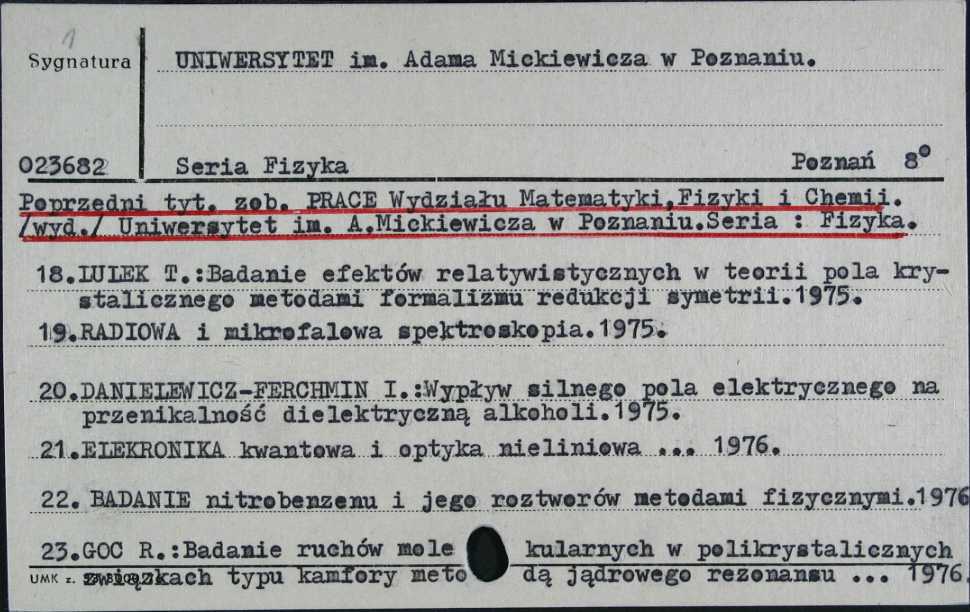 1
Sygnatura
UNIWERSYTET im. Adama Mickiewicza w Poznaniu.
023682
Seria Fizyka
Poznań 8°
Poprzedni tyt. zob. PRACE Wydziału Matematyki,Fizyki i Chemii.
/wyd./ Uniwersytet im. A.Mickiewicza w Poznaniu.Seria : Fizyka.
18.LULEK T.:Badanie efektów relatywistycznych w teorii pola kry-
stalicznego metodami formalizmu redukcji symetrii.1975.
19.RADIOWA i mikrofalowa spektroskopia.1975.
20.DANIELEWICZ-FERCHMIN I.:Wypływ silnego pola elektrycznego na
przenikalność dielektryczną alkoholi.1975.
21.ELEKRONIKA kwantowa i optyka nieliniowa ... 1976.
22. BADANIE nitrobenzenu i jego roztworów metodami fizycznymi.1976
23.GOC R.:Badanie ruchów mole kularnych w polikrystalicznych
UMK z. związkach typu kamfory meto dą jądrowego rezonansu ... 1976